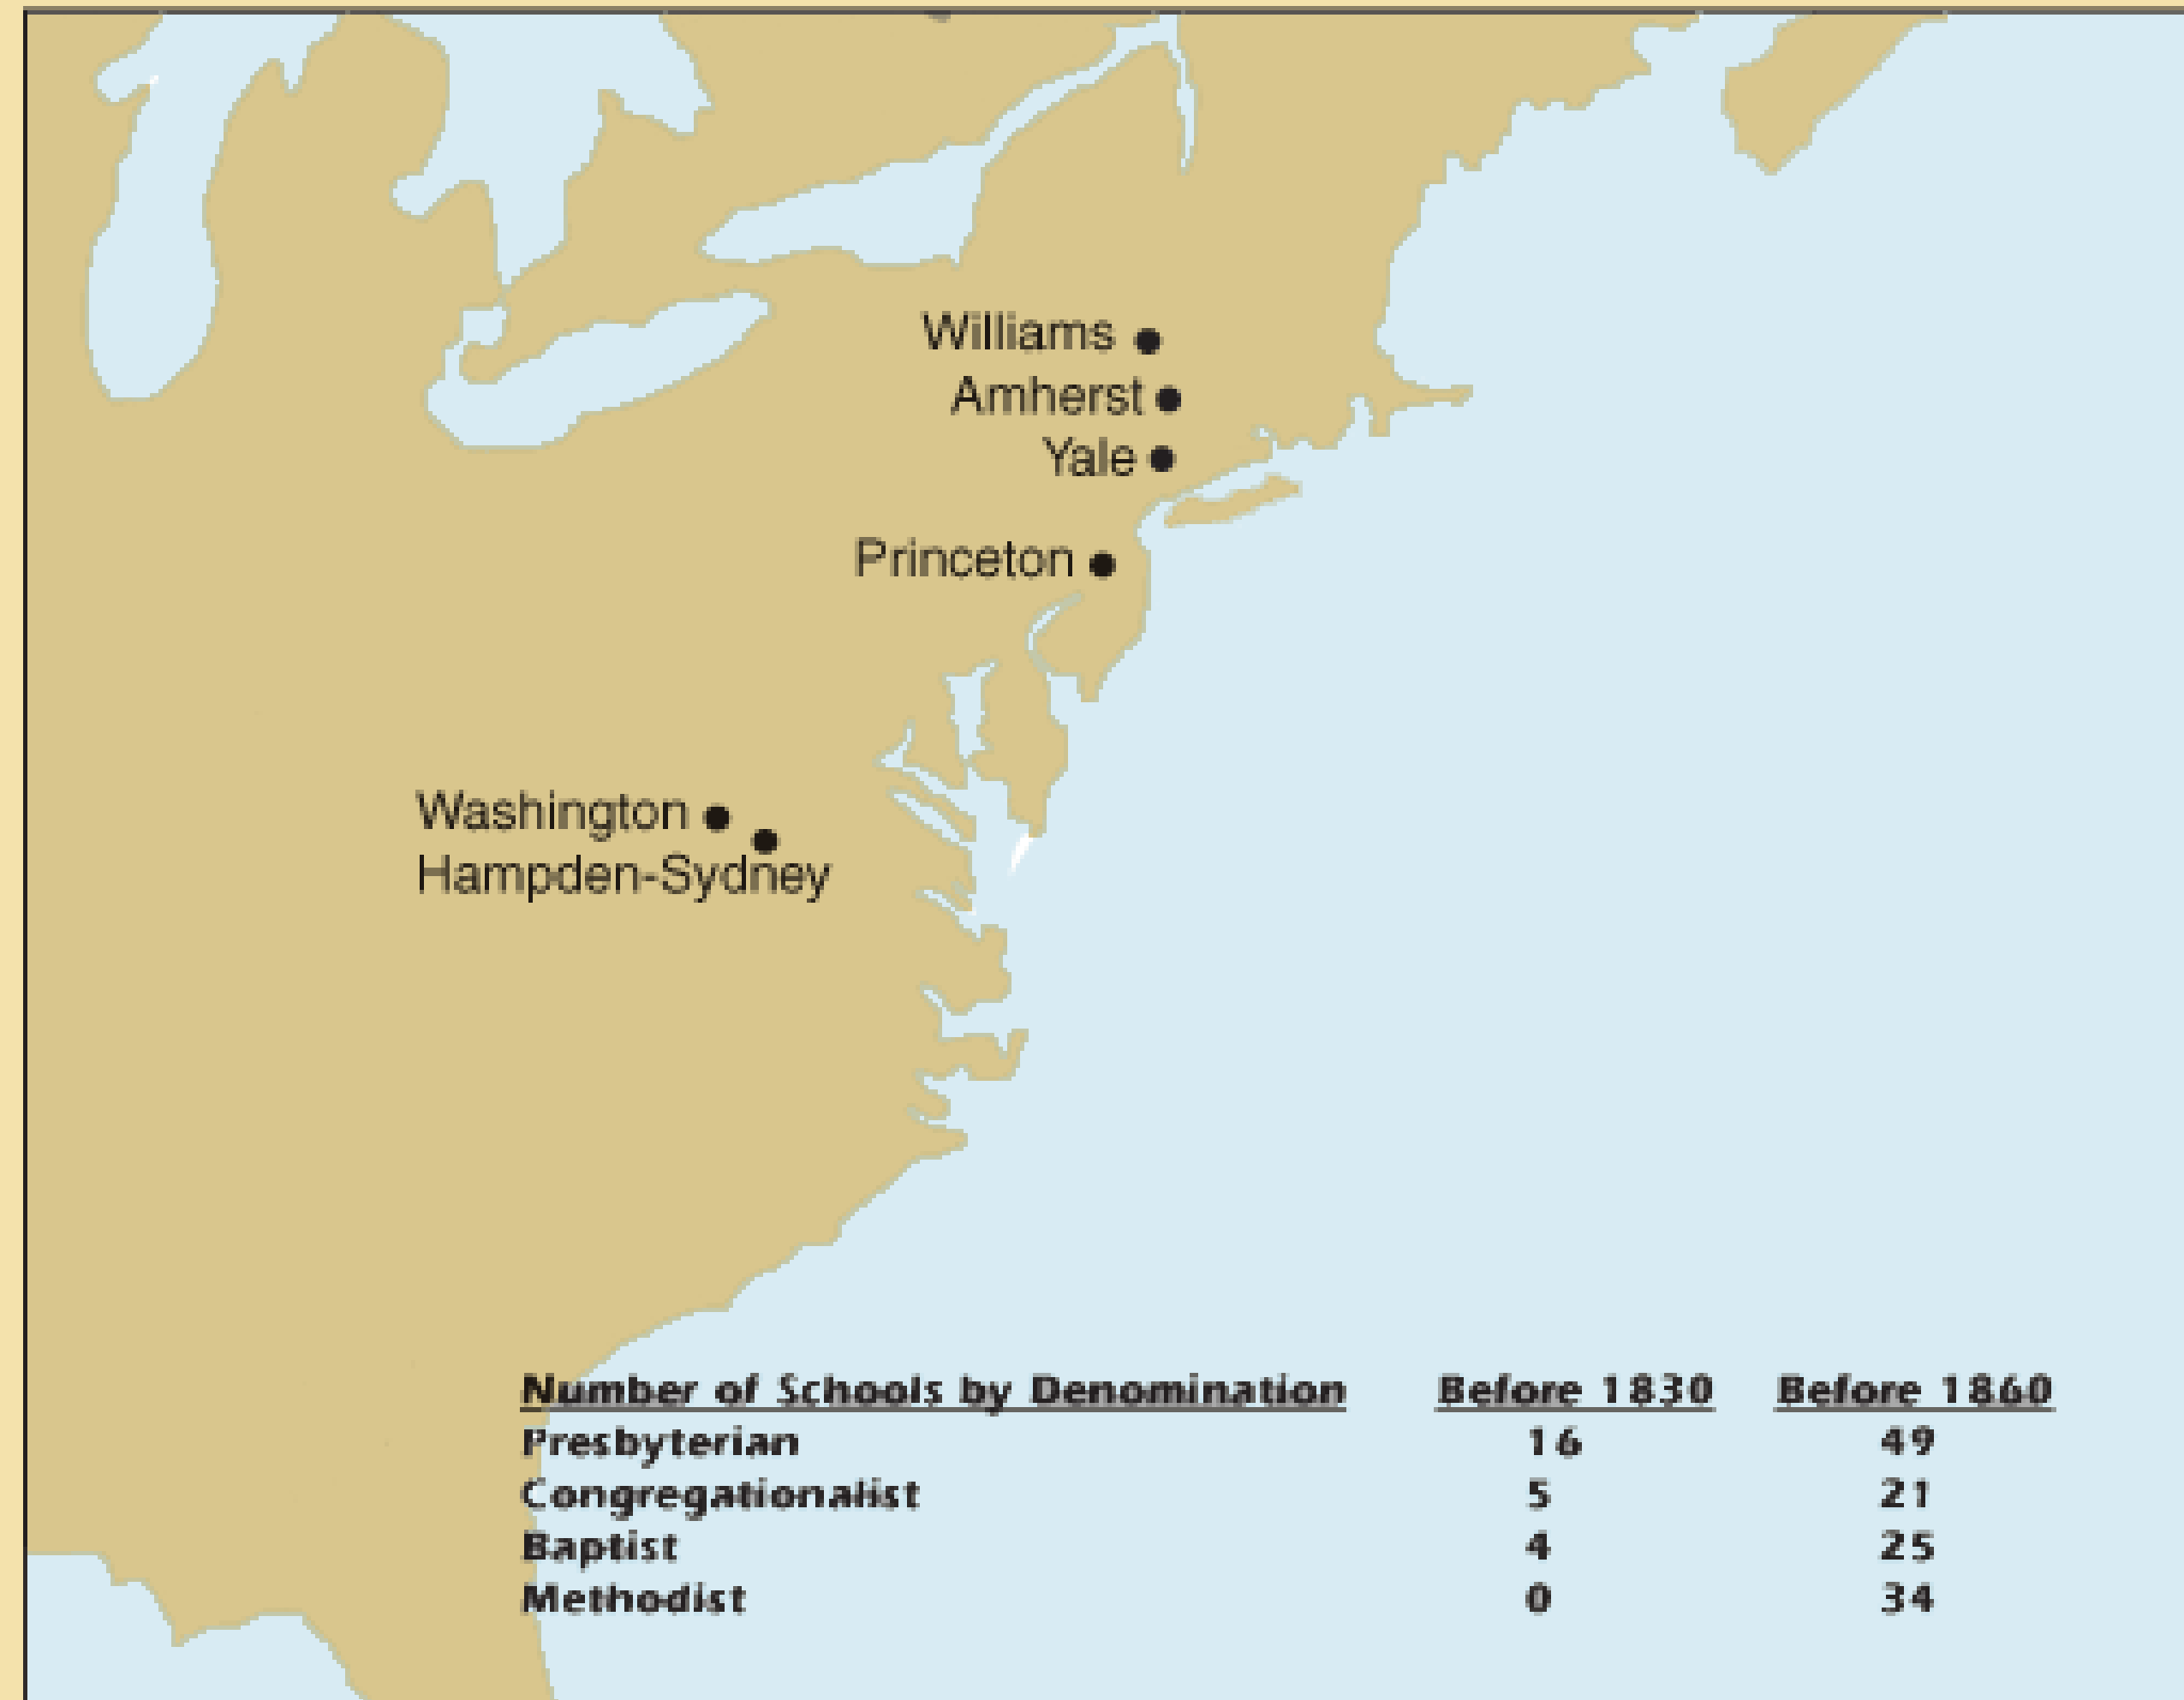 Williams
Amherst
Yale
Princeton
Washington
Hampden-Sydney
Number of Schools by Denomination Before 1830 Before 1860
Presbyterian 16 49
Congregationalist 5 21
Baptist 4 25
Methodist 0 34